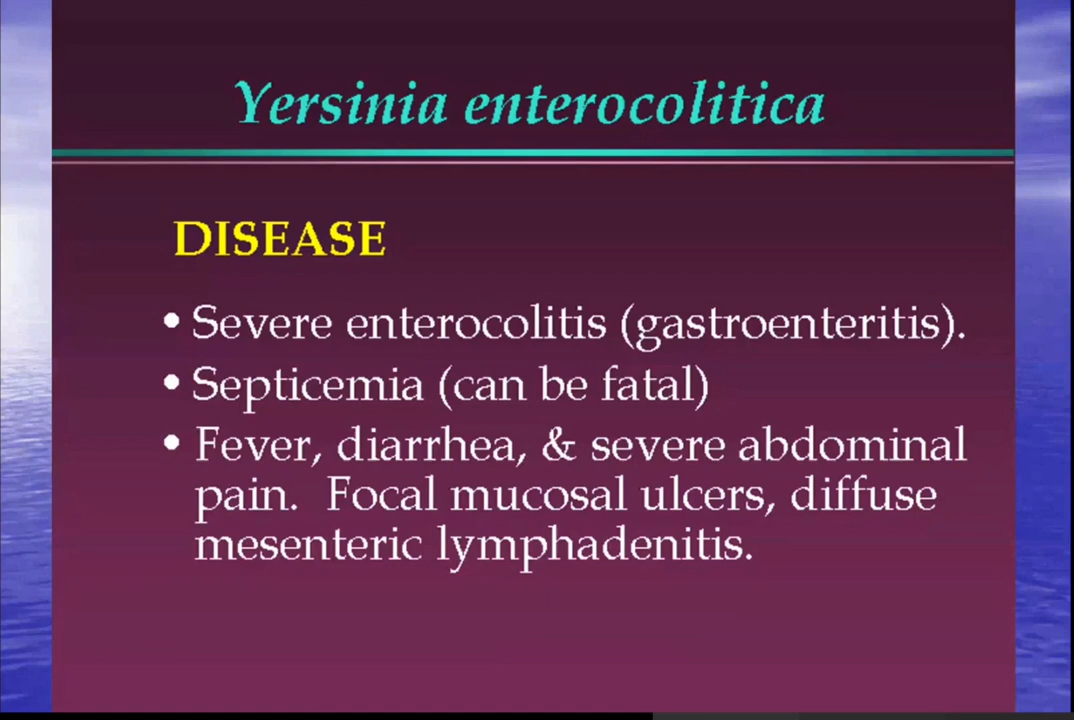 Yersinia enterocolitica
DISEASE
• Severe enterocolitis (gastroenteritis).
• Septicemia (can be fatal)
• Fever, diarrhea, & severe abdominal
pain. Focal mucosal ulcers, diffuse
mesenteric lymphadenitis.